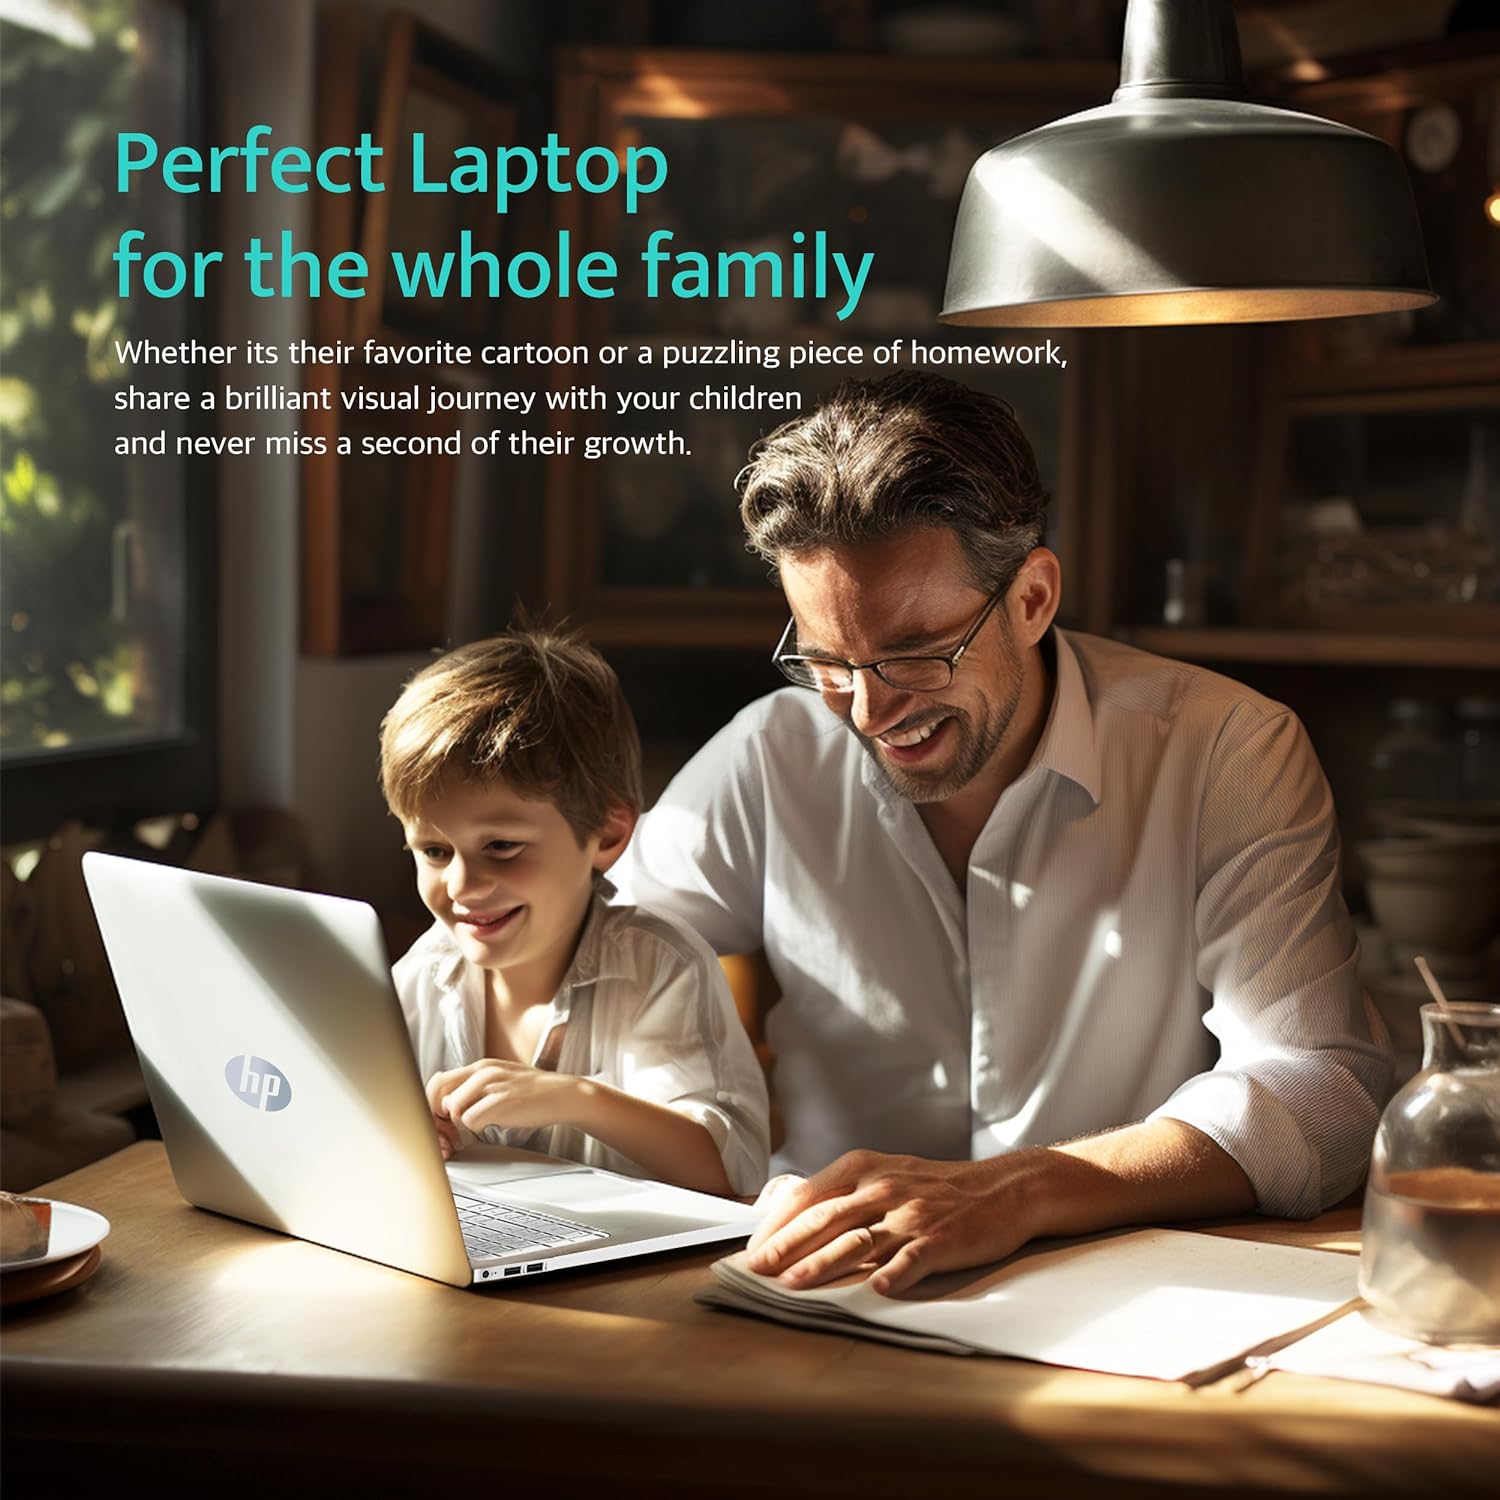 Perfect Laptop
for the whole family
Whether its their favorite cartoon or a puzzling piece of homework,
share a brilliant visual journey with your children
and never miss a second of their growth.
hp